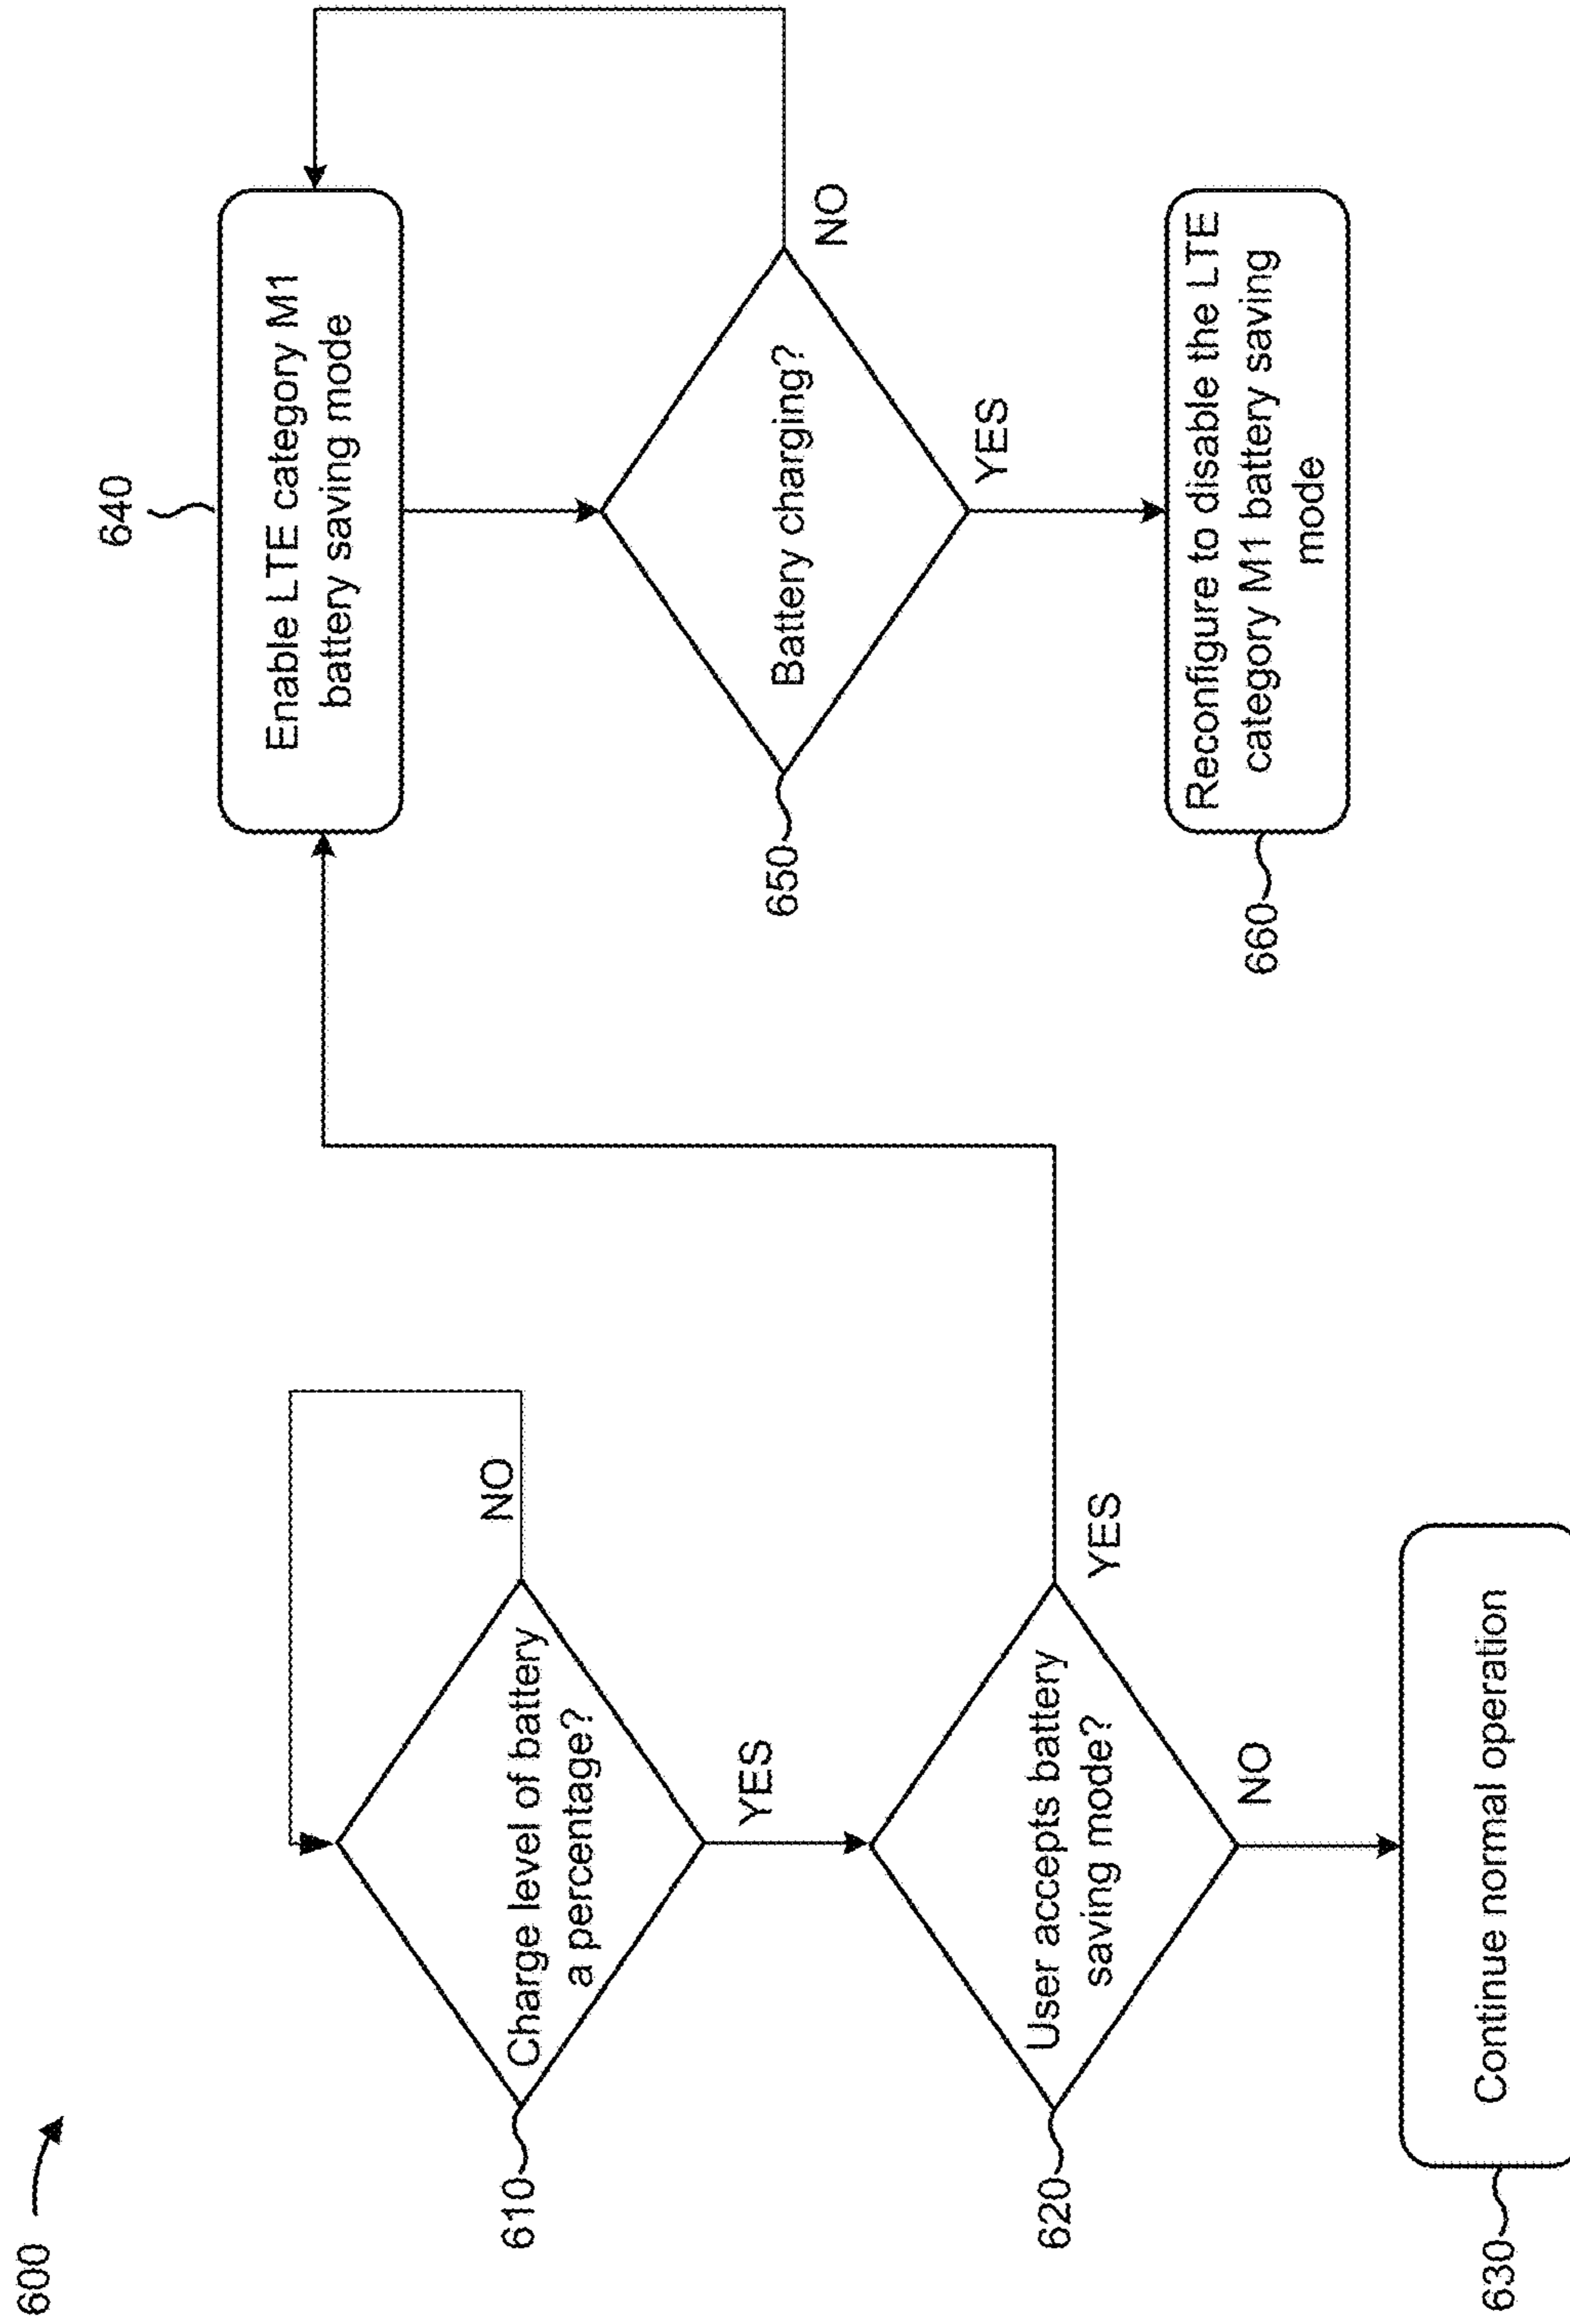 600
610
Charge level of battery
a percentage?
NO
YES
620
User accepts battery
saving mode?
YES
NO
630
Continue normal operation
640
Enable LTE category M1
battery saving mode
650
Battery charging?
NO
YES
660
Reconfigure to disable the LTE
category M1 battery saving
mode